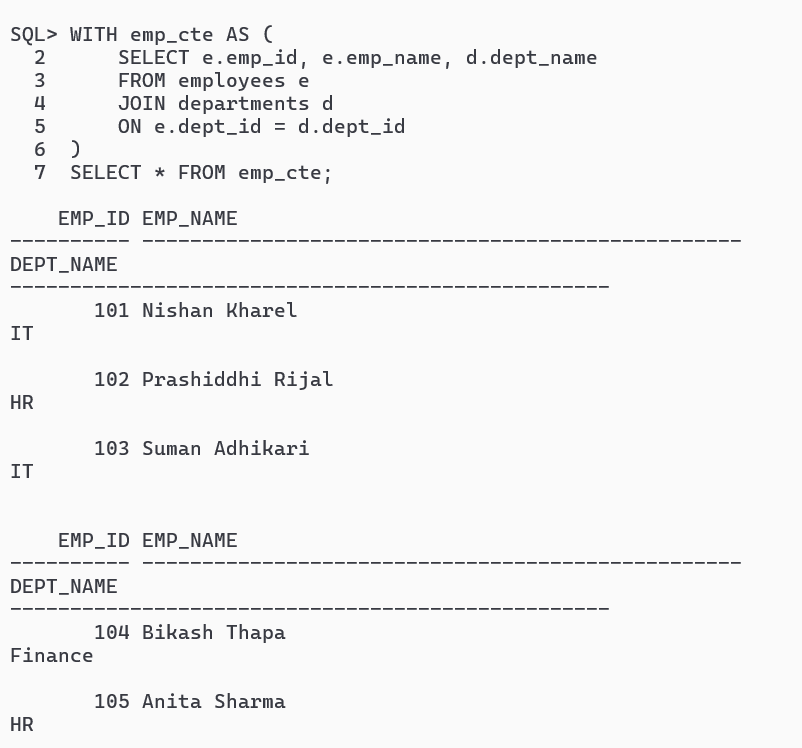 SQL> WITH emp_cte AS (
  2      SELECT e.emp_id, e.emp_name, d.dept_name
  3      FROM employees e
  4      JOIN departments d
  5      ON e.dept_id = d.dept_id
  6  )
  7  SELECT * FROM emp_cte;

    EMP_ID EMP_NAME
---------- --------------------------------------------------
DEPT_NAME
--------------------------------------------------
       101 Nishan Kharel
IT

       102 Prashiddhi Rijal
HR

       103 Suman Adhikari
IT


    EMP_ID EMP_NAME
---------- --------------------------------------------------
DEPT_NAME
--------------------------------------------------
       104 Bikash Thapa
Finance

       105 Anita Sharma
HR